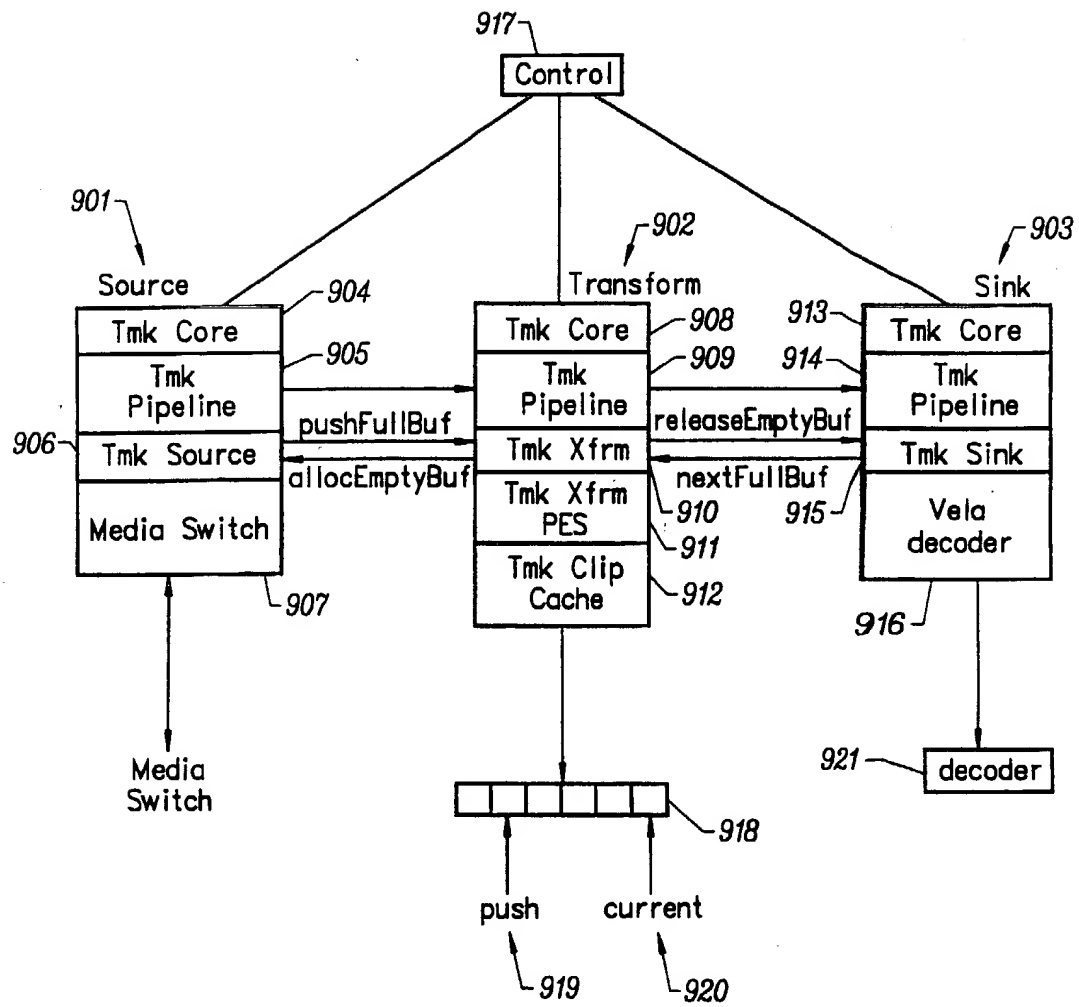 917
Control
901
902
903
Source
Transform
Sink
904
Tmk Core
Tmk Core
908
913
Tmk Core
905
Tmk
Pipeline
Tmk
Pipeline
909
914
Tmk
Pipeline
pushFullBuf
releaseEmptyBuf
906
Tmk Source
allocEmptyBuf
Tmk Xfrm
nextFullBuf
Tmk Sink
910
915
Media Switch
Tmk Xfrm
PES
911
Vela
decoder
907
Tmk Clip
Cache
912
916
Media
Switch
921
decoder
918
push
current
919
920